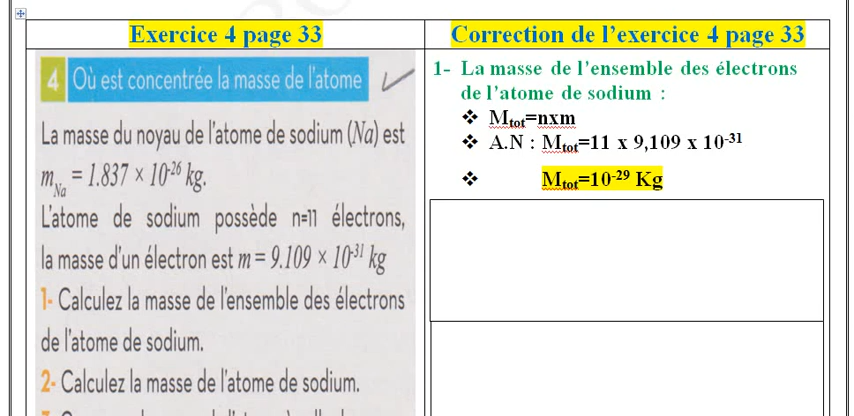 Exercice 4 page 33
4 Où est concentrée la masse de l'atome
La masse du noyau de l'atome de sodium (Na) est
m_Na = 1.837 × 10^-26 kg.
L'atome de sodium possède n=11 électrons,
la masse d'un électron est m = 9.109 × 10^-31 kg
1- Calculez la masse de l'ensemble des électrons
de l'atome de sodium.
2- Calculez la masse de l'atome de sodium.
Correction de l'exercice 4 page 33
1- La masse de l'ensemble des électrons
de l'atome de sodium :
❖ M_tot=nxm
❖ A.N : M_tot=11 x 9,109 x 10^-31
❖ M_tot=10^-29 Kg